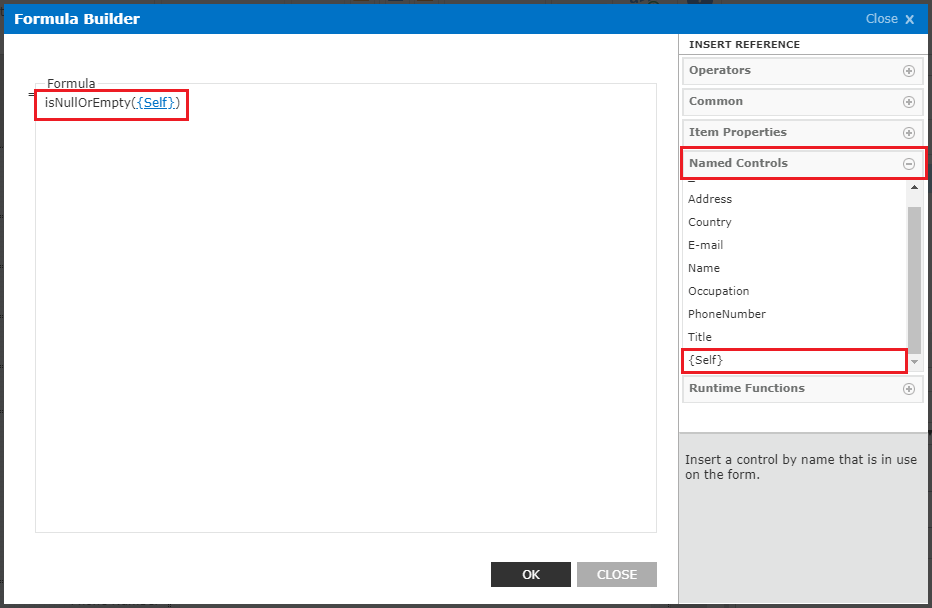 Formula Builder
Close x
INSERT REFERENCE
Formula
=
isNullOrEmpty({Self})
Operators
Common
Item Properties
Named Controls
Address
Country
E-mail
Name
Occupation
PhoneNumber
Title
{Self}
Runtime Functions
Insert a control by name that is in use
on the form.
OK
CLOSE